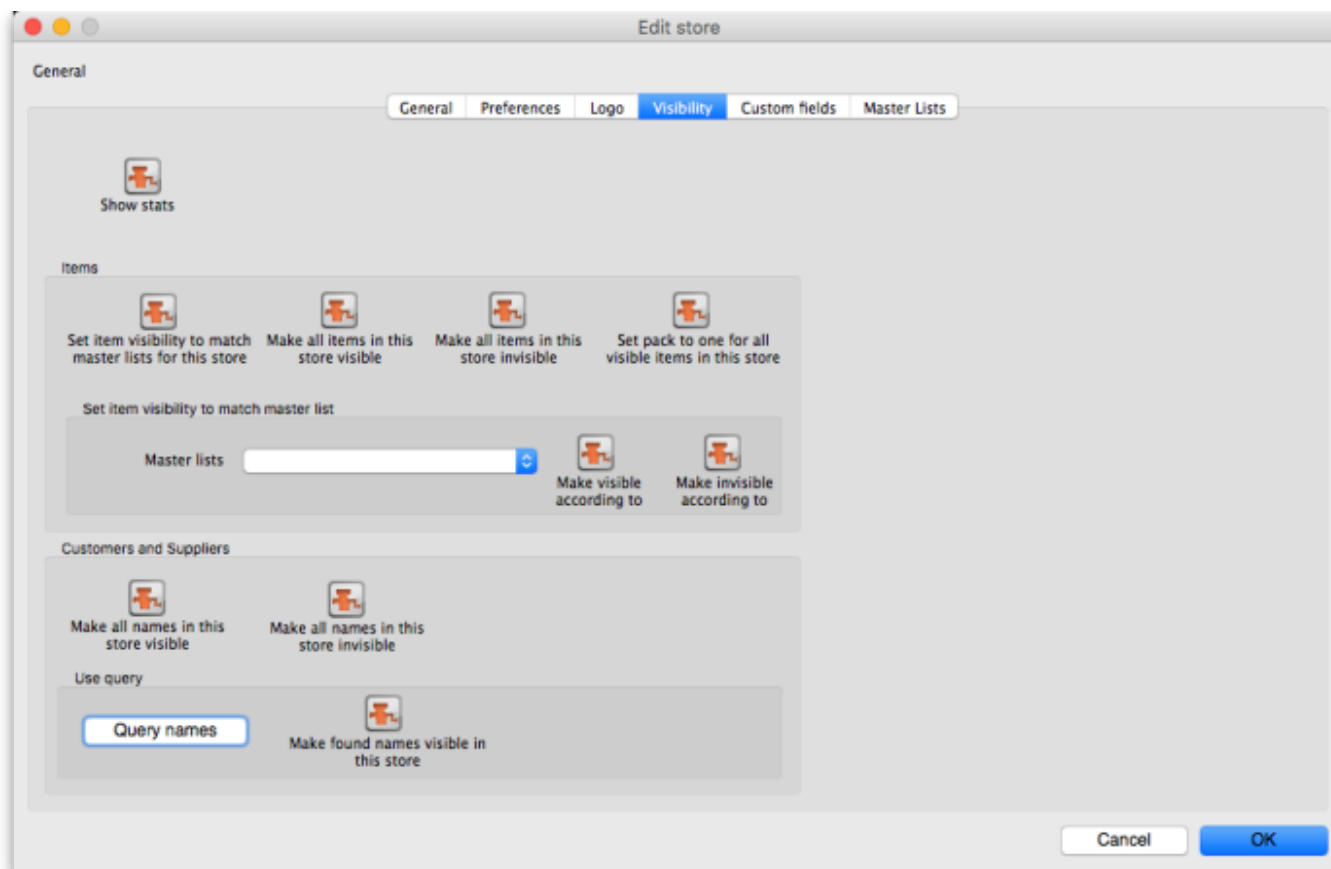 Edit store
General
General Preferences Logo Visibility Custom fields Master Lists
Show stats
Items
Set item visibility to match
master lists for this store
Make all items in this
store visible
Make all items in this
store invisible
Set pack to one for all
visible items in this store
Set item visibility to match master list
Master lists
Make visible
according to
Make invisible
according to
Customers and Suppliers
Make all names in this
store visible
Make all names in this
store invisible
Use query
Query names
Make found names visible in
this store
Cancel
OK